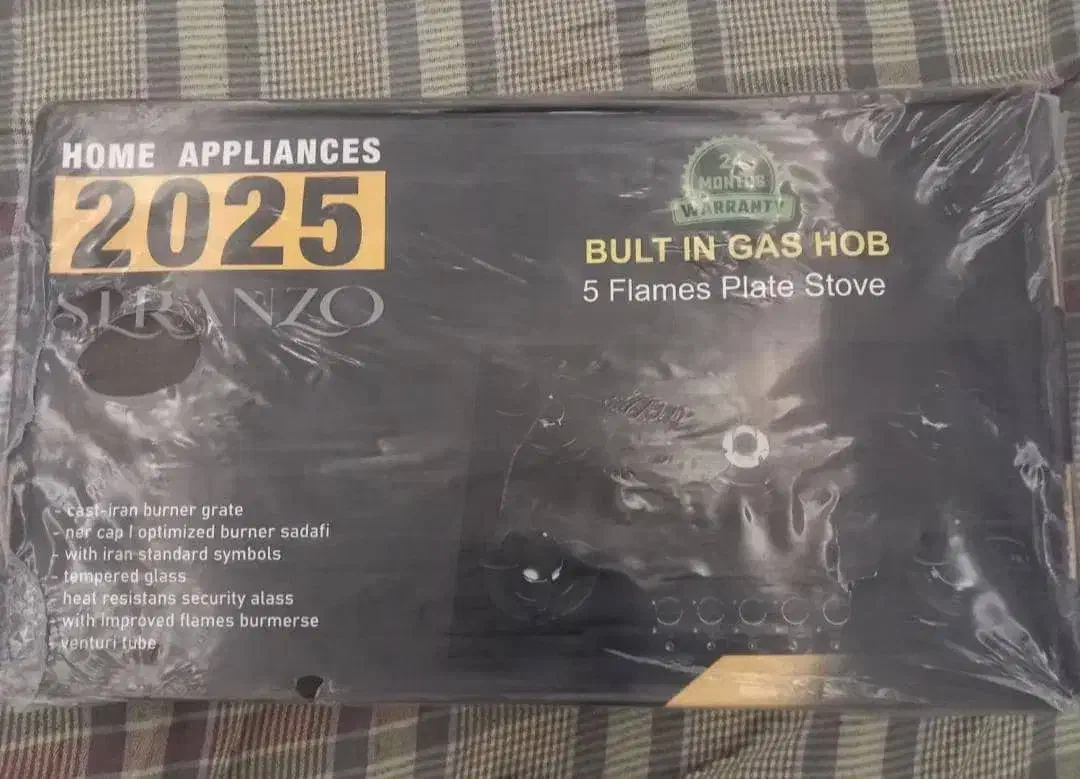 HOME APPLIANCES
2025
MONTHS
WARRANTY
BULT IN GAS HOB
5 Flames Plate Stove
- cast-iran burner grate
- ner cap l optimized burner sadafi
- with iran standard symbols
- tempered glass
- heat resistans security alass
- with improved flames burmerse
- venturi tube